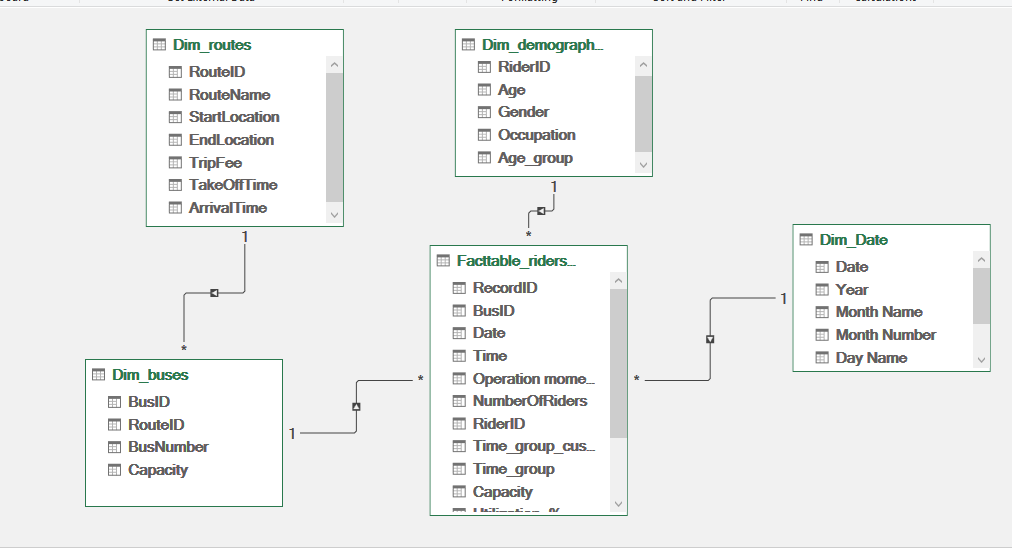 Dim_routes
RouteID
RouteName
StartLocation
EndLocation
TripFee
TakeOffTime
ArrivalTime
Dim_demograph...
RiderID
Age
Gender
Occupation
Age_group
1
*
1
*
Dim_Date
Date
Year
Month Name
Month Number
Day Name
1
*
Facttable_riders...
RecordID
BusID
Date
Time
Operation mome...
NumberOfRiders
RiderID
Time_group_cus...
Time_group
Capacity
Dim_buses
BusID
RouteID
BusNumber
Capacity
1
*